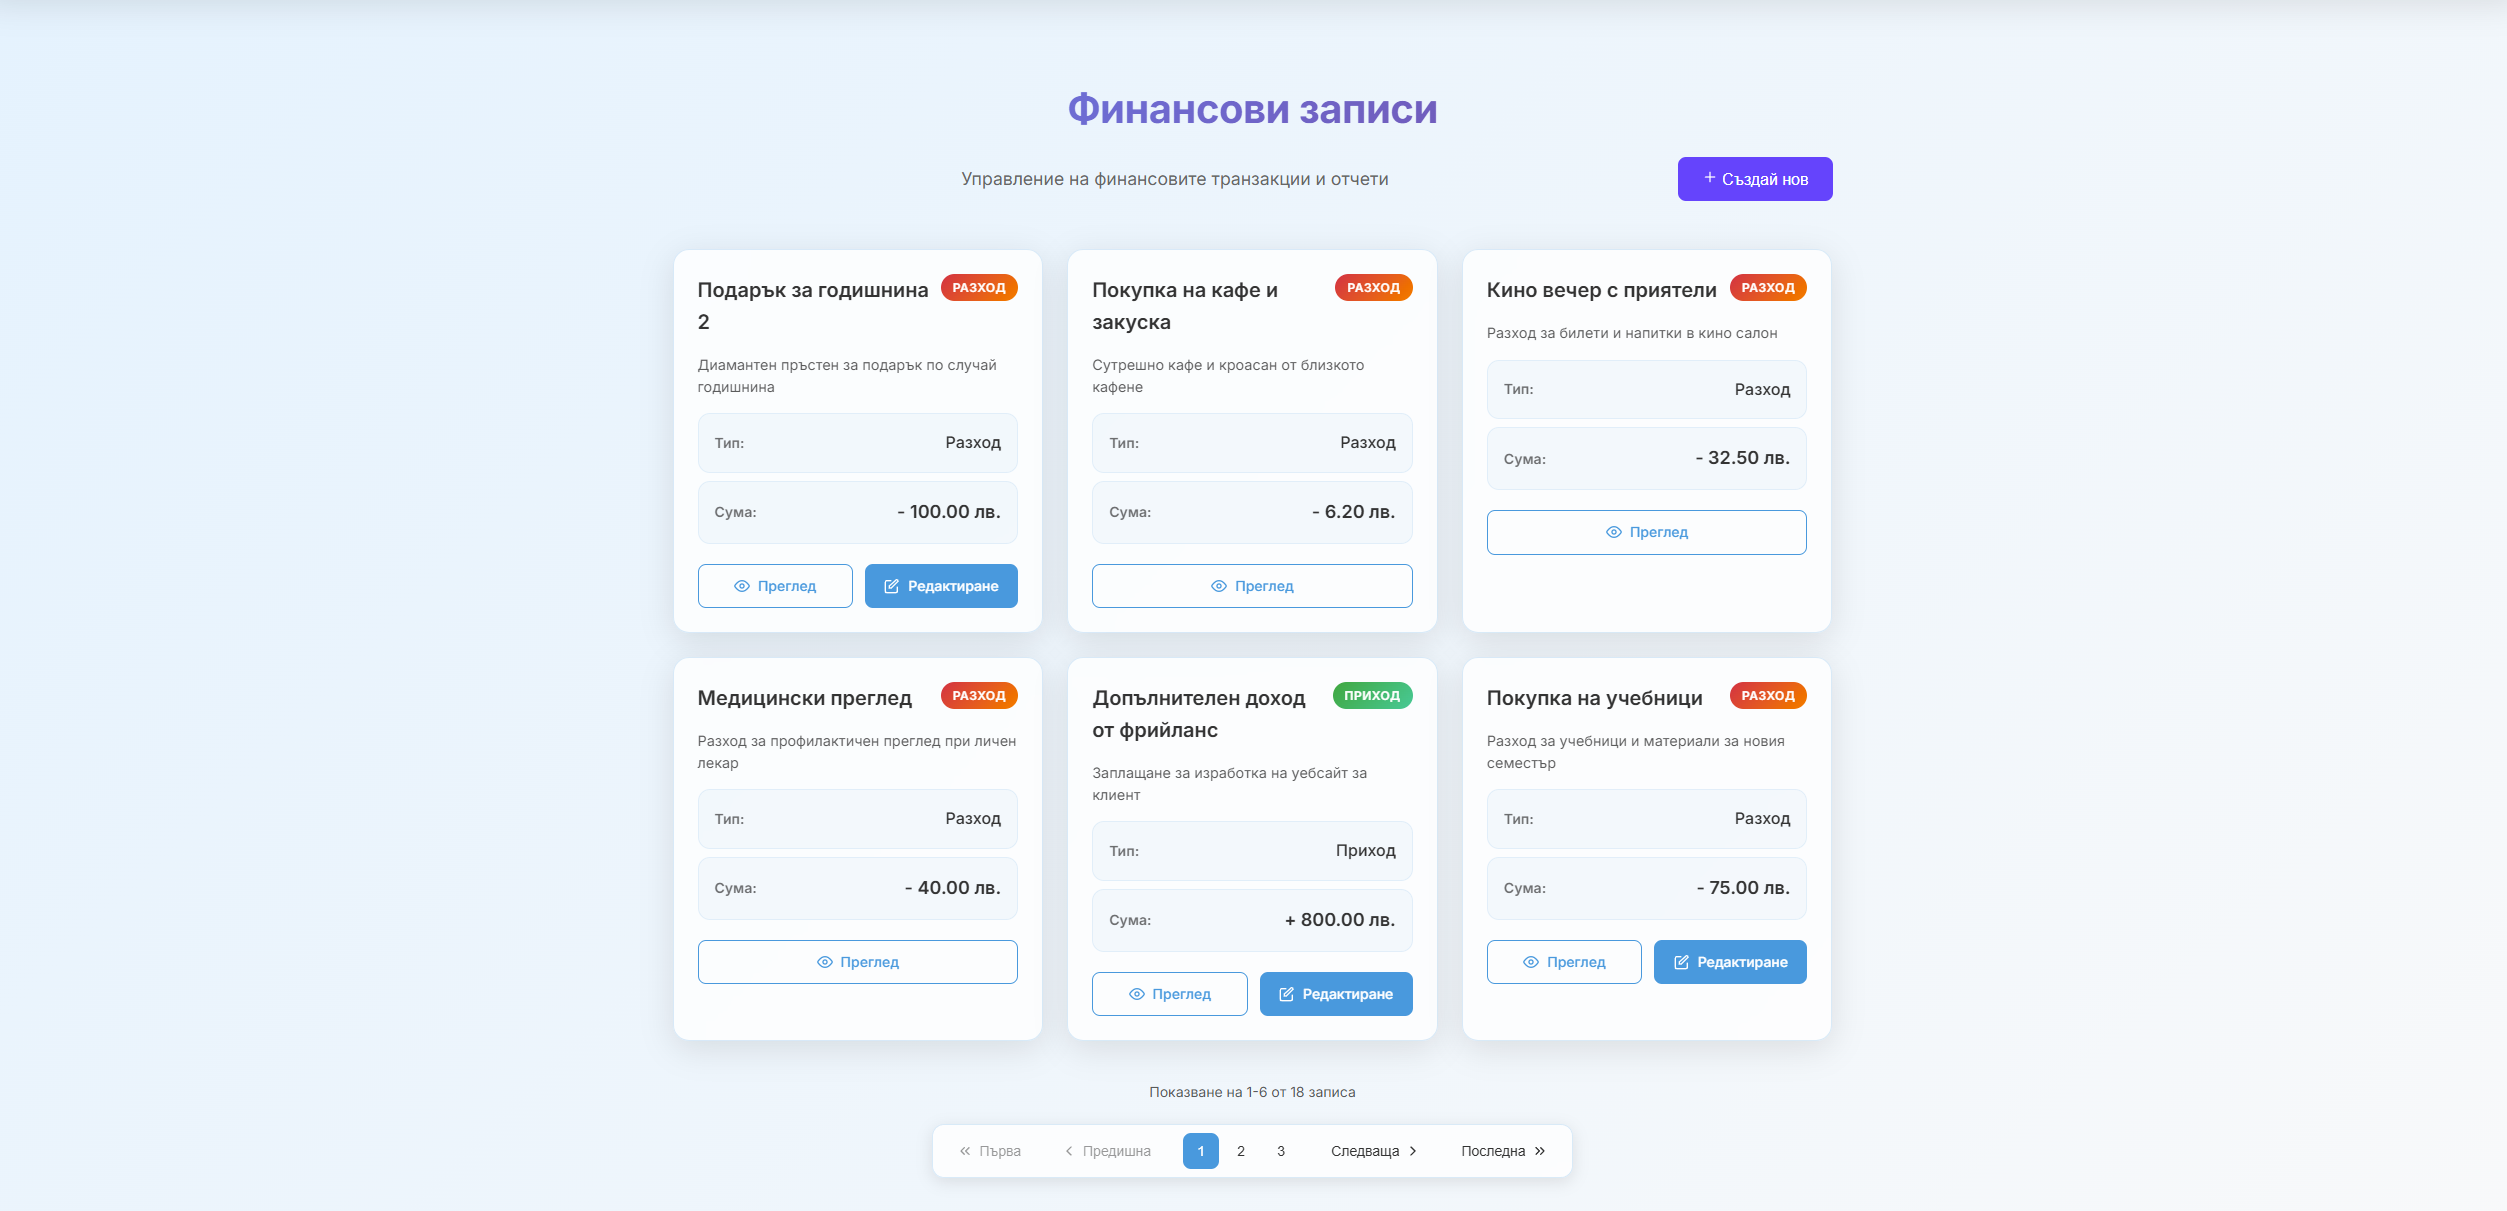 Финансови записи
Управление на финансовите транзакции и отчети
+ Създай нов
Подарък за годишнина
2
РАЗХОД
Диамантен пръстен за подарък по случай
годишнина
Тип: Разход
Сума: - 100.00 лв.
Преглед
Редактиране
Покупка на кафе и
закуска
РАЗХОД
Сутрешно кафе и кроасан от близкото
кафене
Тип: Разход
Сума: - 6.20 лв.
Преглед
Кино вечер с приятели
РАЗХОД
Разход за билети и напитки в кино салон
Тип: Разход
Сума: - 32.50 лв.
Преглед
Медицински преглед
РАЗХОД
Разход за профилактичен преглед при личен
лекар
Тип: Разход
Сума: - 40.00 лв.
Преглед
Допълнителен доход
от фрийланс
ПРИХОД
Заплащане за изработка на уебсайт за
клиент
Тип: Приход
Сума: + 800.00 лв.
Преглед
Редактиране
Покупка на учебници
РАЗХОД
Разход за учебници и материали за новия
семестър
Тип: Разход
Сума: - 75.00 лв.
Преглед
Редактиране
Показване на 1-6 от 18 записа
« Първа ‹ Предишна 1 2 3 Следваща › Последна »